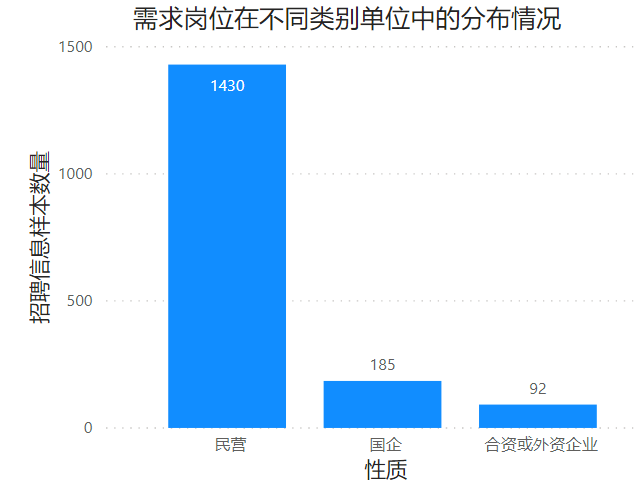 需求岗位在不同类别单位中的分布情况
招聘信息样本数量
1500
1000
500
0
1430
185
92
民营
国企
合资或外资企业
性质